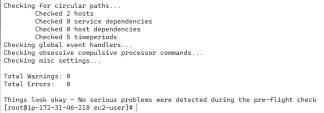 Checking for circular paths...
Checked 2 hosts
Checked 0 service dependencies
Checked 0 host dependencies
Checked 5 timeperiods
Checking global event handlers...
Checking obsessive compulsive processor commands...
Checking misc settings...
Total Warnings: 0
Total Errors: 0
Things look okay - No serious problems were detected during the pre-flight check
[root@ip-172-31-46-218 ec2-user]#